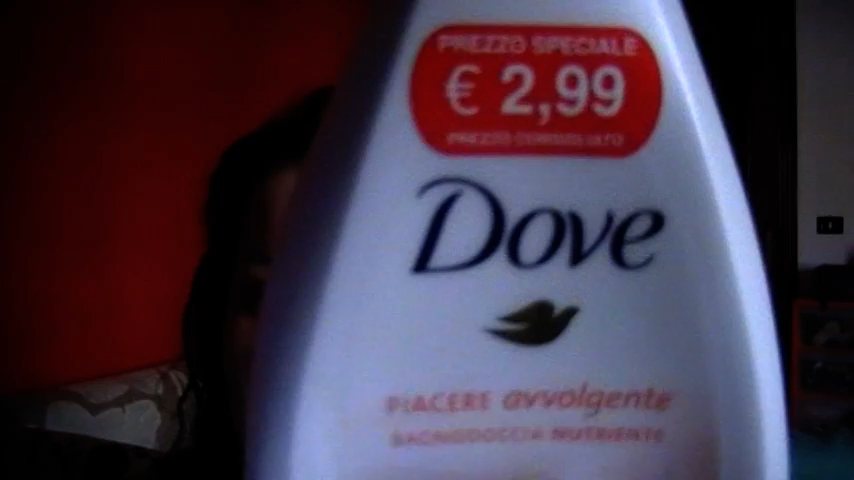 PREZZO SPECIALE
€ 2,99
PREZZO CONSIGLIATO
Dove
PIACERE avvolgente
BAGNODOCCIA NUTRIENTE